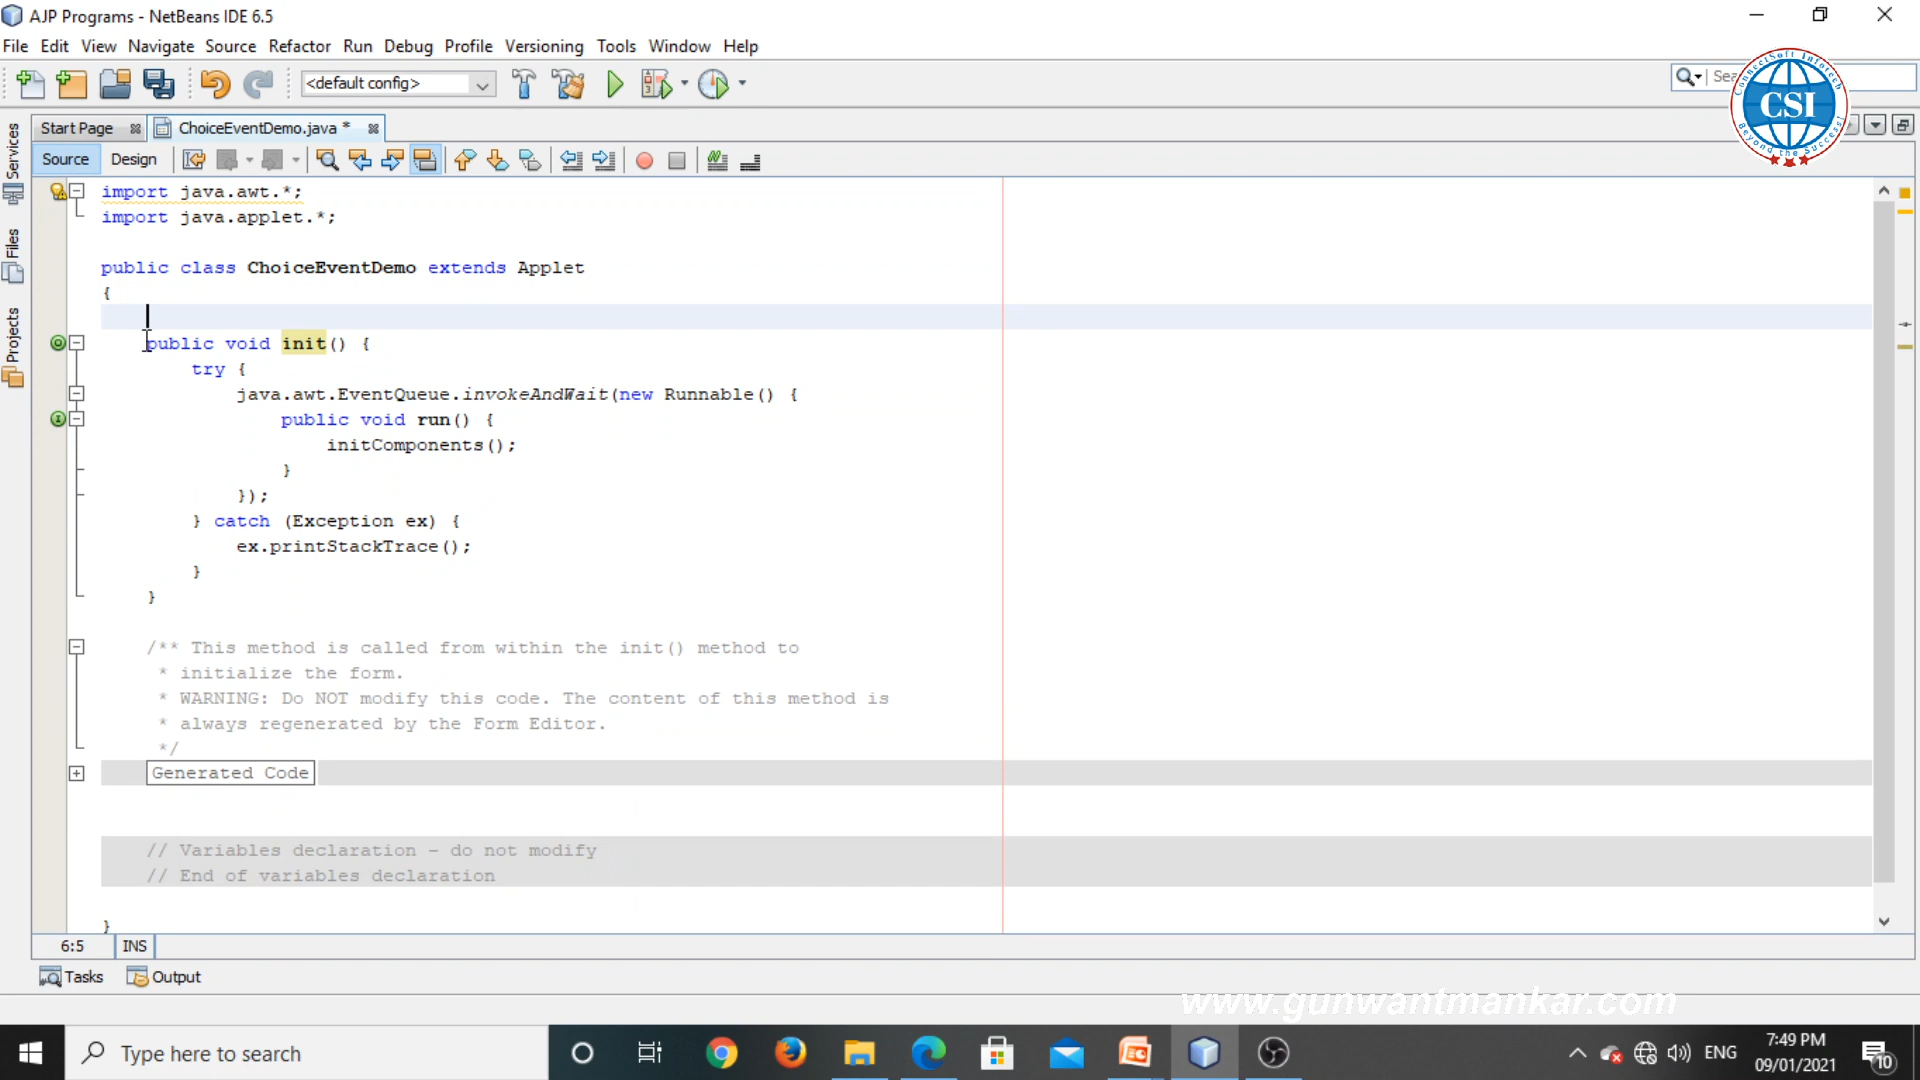 AJP Programs - NetBeans IDE 6.5
File Edit View Navigate Source Refactor Run Debug Profile Versioning Tools Window Help
<default config>
ConnectSoft Infotech
CSI
Beyond the Success!
Start Page
ChoiceEventDemo.java *
Source Design
Services
Files
Projects
import java.awt.*;
import java.applet.*;
public class ChoiceEventDemo extends Applet
{
public void init() {
try {
java.awt.EventQueue.invokeAndWait(new Runnable() {
public void run() {
initComponents();
}
});
} catch (Exception ex) {
ex.printStackTrace();
}
}
/** This method is called from within the init() method to
* initialize the form.
* WARNING: Do NOT modify this code. The content of this method is
* always regenerated by the Form Editor.
*/
Generated Code
// Variables declaration - do not modify
// End of variables declaration
}
6:5 INS
Tasks Output
www.gunwantmankar.com
Type here to search
ENG
7:49 PM
09/01/2021
10